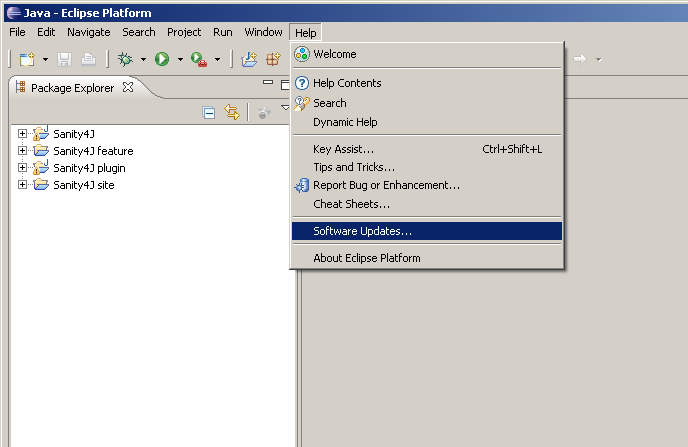 Java - Eclipse Platform
File Edit Navigate Search Project Run Window Help
Welcome
Help Contents
Search
Dynamic Help
Key Assist... Ctrl+Shift+L
Tips and Tricks...
Report Bug or Enhancement...
Cheat Sheets...
Software Updates...
About Eclipse Platform
Package Explorer
Sanity4J
Sanity4J feature
Sanity4J plugin
Sanity4J site